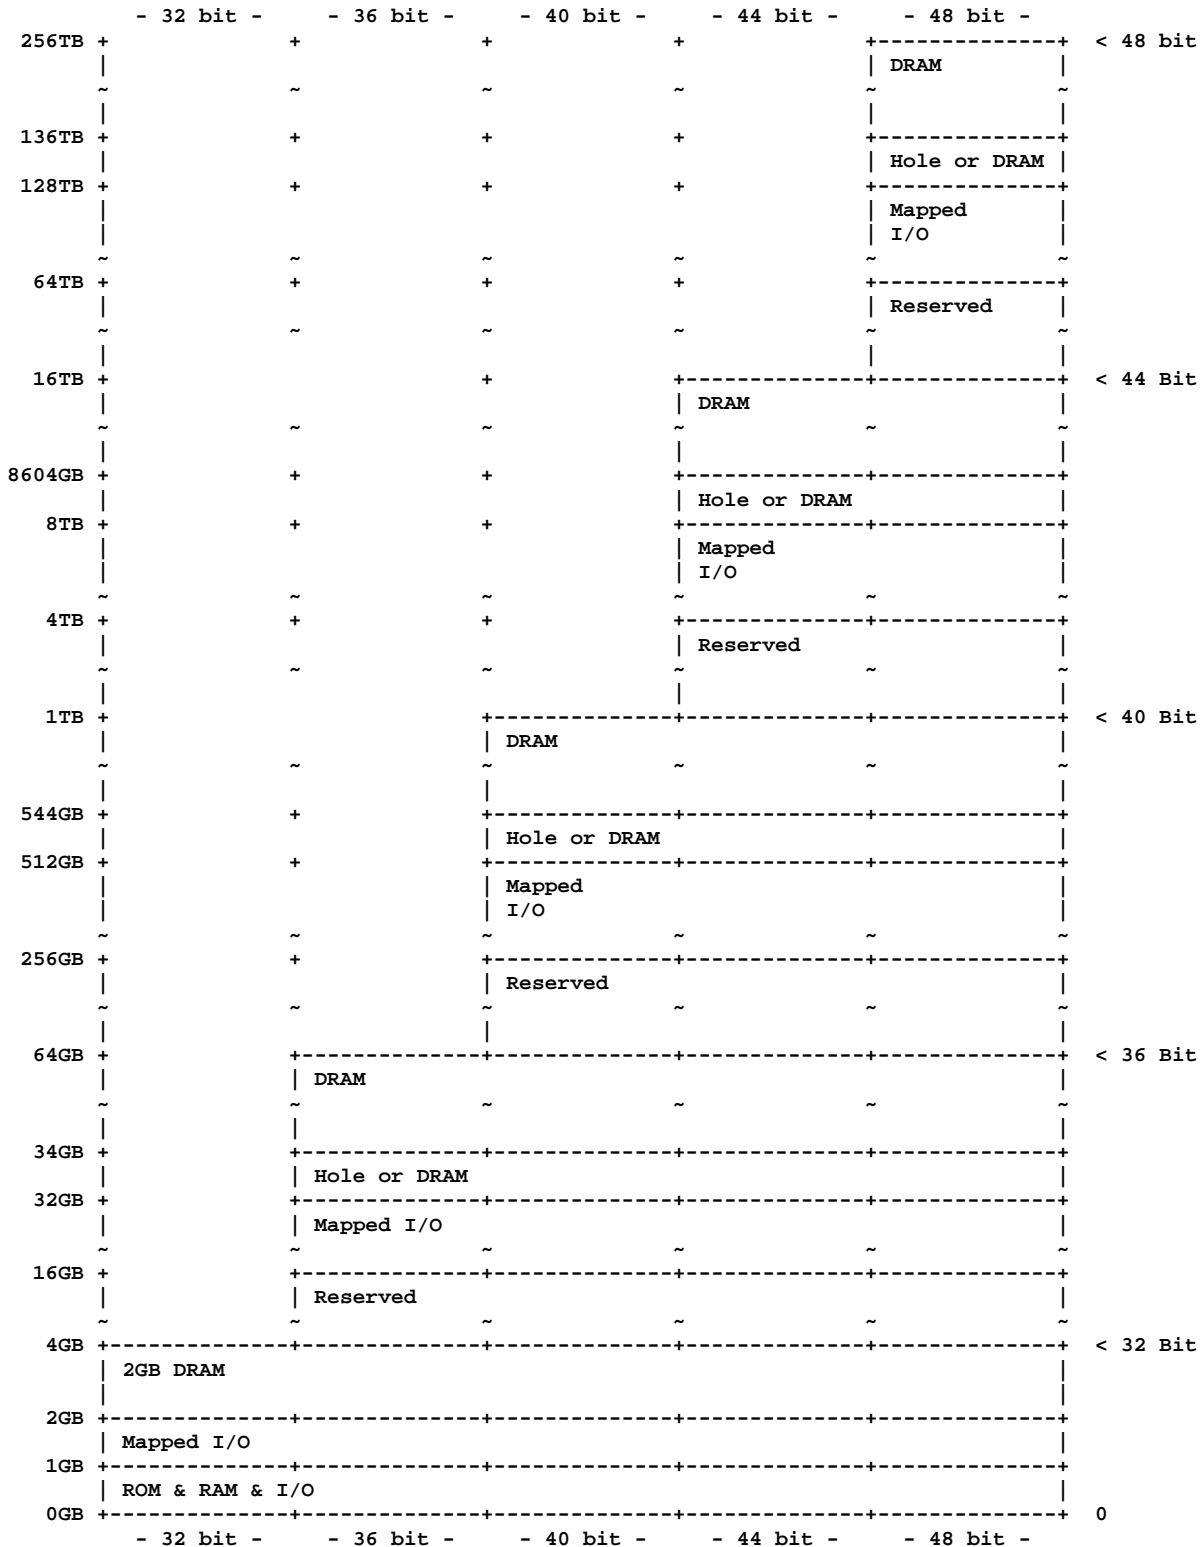 - 32 bit - - 36 bit - - 40 bit - - 44 bit - - 48 bit -
256TB < 48 bit
DRAM
136TB
Hole or DRAM
128TB
Mapped
I/O
64TB
Reserved
16TB < 44 Bit
DRAM
8604GB
Hole or DRAM
8TB
Mapped
I/O
4TB
Reserved
1TB < 40 Bit
DRAM
544GB
Hole or DRAM
512GB
Mapped
I/O
256GB
Reserved
64GB < 36 Bit
DRAM
34GB
Hole or DRAM
32GB
Mapped I/O
16GB
Reserved
4GB < 32 Bit
2GB DRAM
2GB
Mapped I/O
1GB
ROM & RAM & I/O
0GB 0
- 32 bit - - 36 bit - - 40 bit - - 44 bit - - 48 bit -